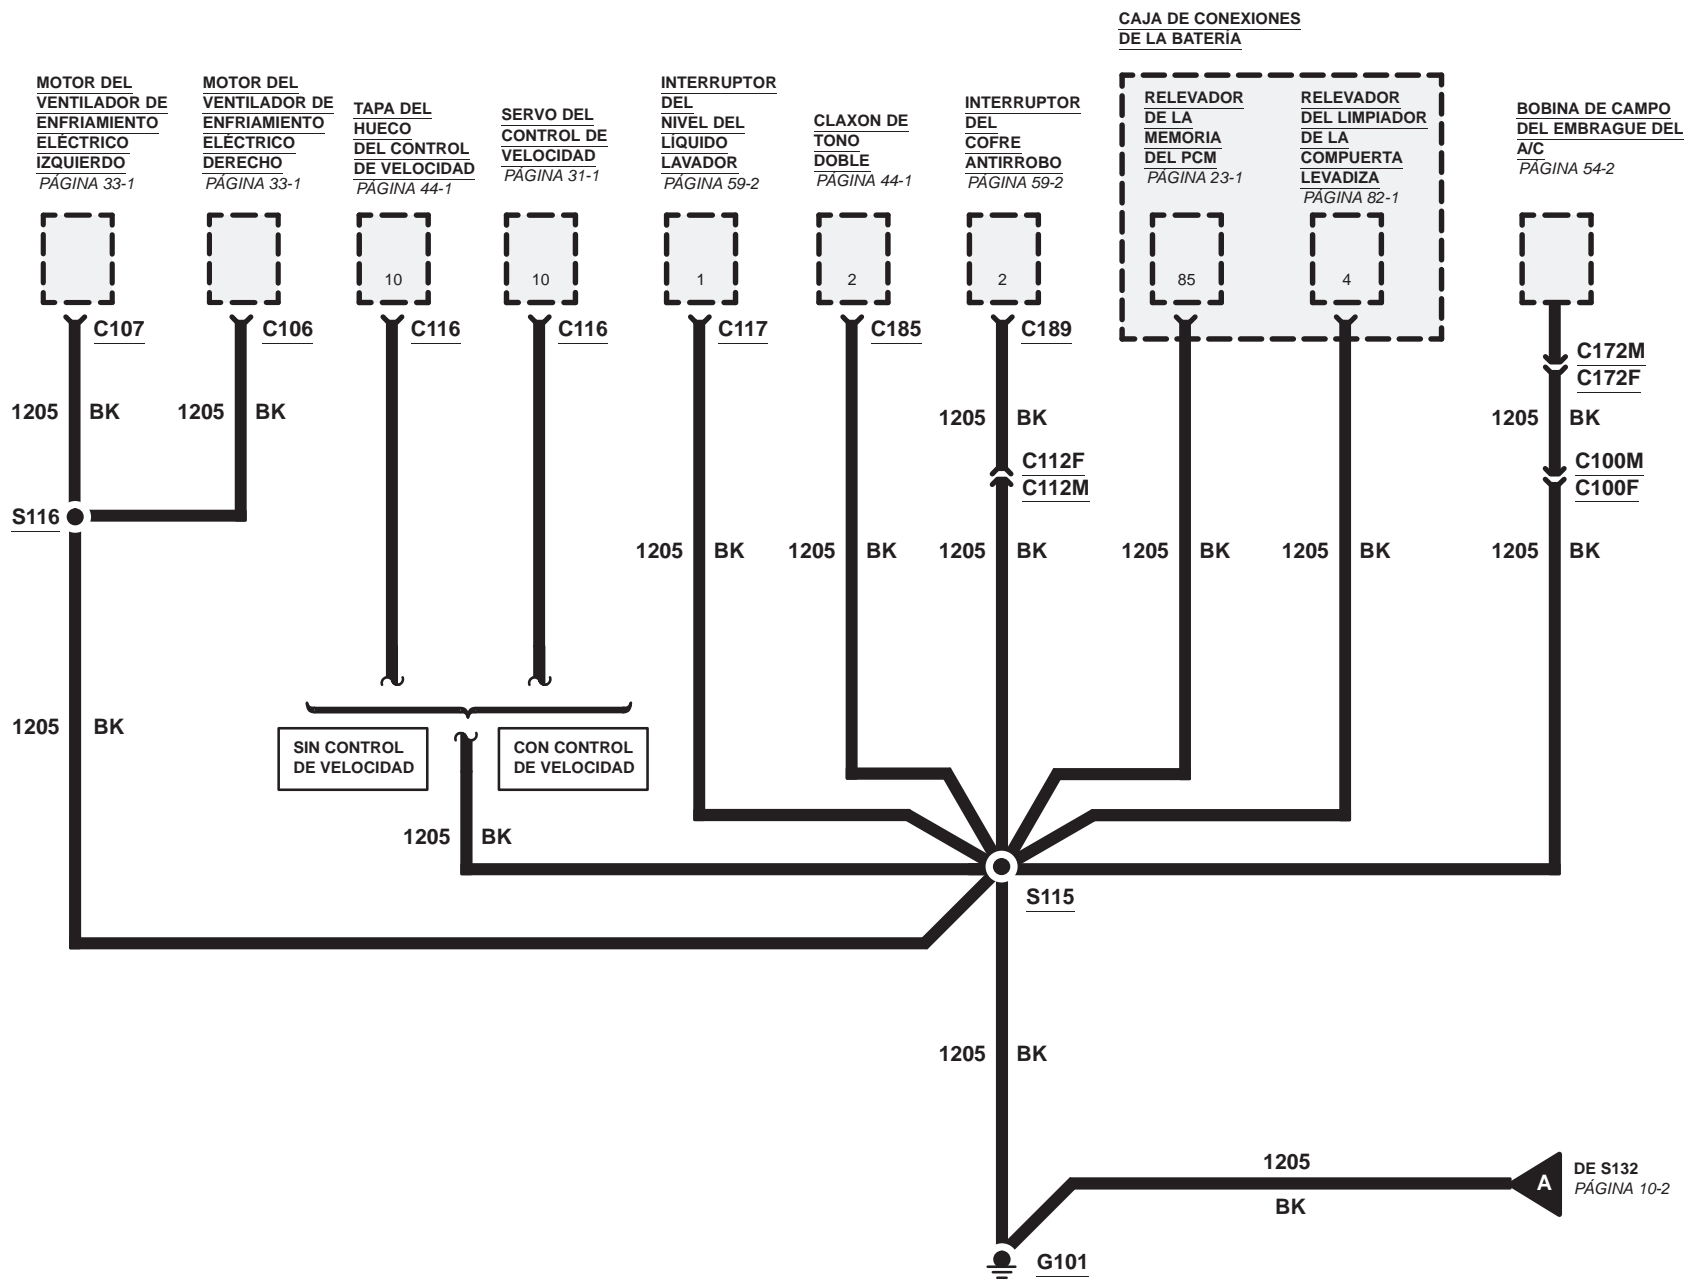 CAJA DE CONEXIONES
DE LA BATERÍA
MOTOR DEL
VENTILADOR DE
ENFRIAMIENTO
ELÉCTRICO
IZQUIERDO
PÁGINA 33-1
MOTOR DEL
VENTILADOR DE
ENFRIAMIENTO
ELÉCTRICO
DERECHO
PÁGINA 33-1
TAPA DEL
HUECO
DEL CONTROL
DE VELOCIDAD
PÁGINA 44-1
SERVO DEL
CONTROL DE
VELOCIDAD
PÁGINA 31-1
INTERRUPTOR
DEL
NIVEL DEL
LÍQUIDO
LAVADOR
PÁGINA 59-2
CLAXON DE
TONO
DOBLE
PÁGINA 44-1
INTERRUPTOR
DEL
COFRE
ANTIRROBO
PÁGINA 59-2
RELEVADOR
DE LA
MEMORIA
DEL PCM
PÁGINA 23-1
RELEVADOR
DEL LIMPIADOR
DE LA
COMPUERTA
LEVADIZA
PÁGINA 82-1
BOBINA DE CAMPO
DEL EMBRAGUE DEL
A/C
PÁGINA 54-2
10
10
1
2
2
85
4
C107
C106
C116
C116
C117
C185
C189
C172M
C172F
1205 BK
1205 BK
1205 BK
1205 BK
C112F
C112M
C100M
C100F
S116
1205 BK
1205 BK
1205 BK
1205 BK
1205 BK
1205 BK
1205 BK
SIN CONTROL
DE VELOCIDAD
CON CONTROL
DE VELOCIDAD
1205 BK
S115
1205 BK
1205
BK
A
DE S132
PÁGINA 10-2
G101